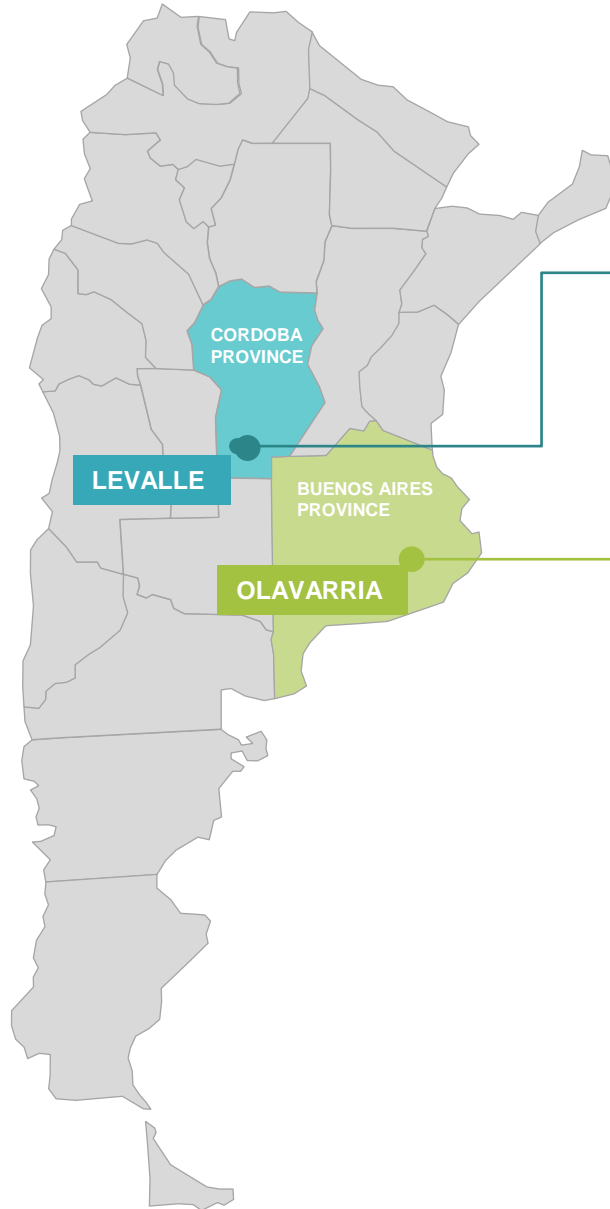 CORDOBA
PROVINCE
LEVALLE
BUENOS AIRES
PROVINCE
OLAVARRIA